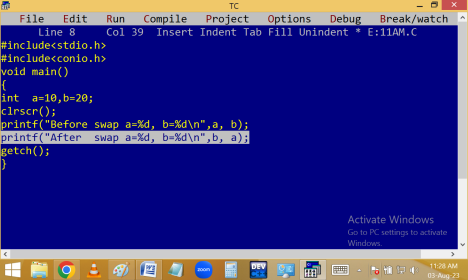 TC
File Edit Run Compile Project Options Debug Break/watch
Line 8 Col 39 Insert Indent Tab Fill Unindent * E:11AM.C
#include<stdio.h>
#include<conio.h>
void main()
{
int a=10,b=20;
clrscr();
printf("Before swap a=%d, b=%d\n",a, b);
printf("After swap a=%d, b=%d\n",b, a);
getch();
}
Activate Windows
Go to PC settings to activate
Windows.
zoom
DEV
11:28 AM
03-Aug-23